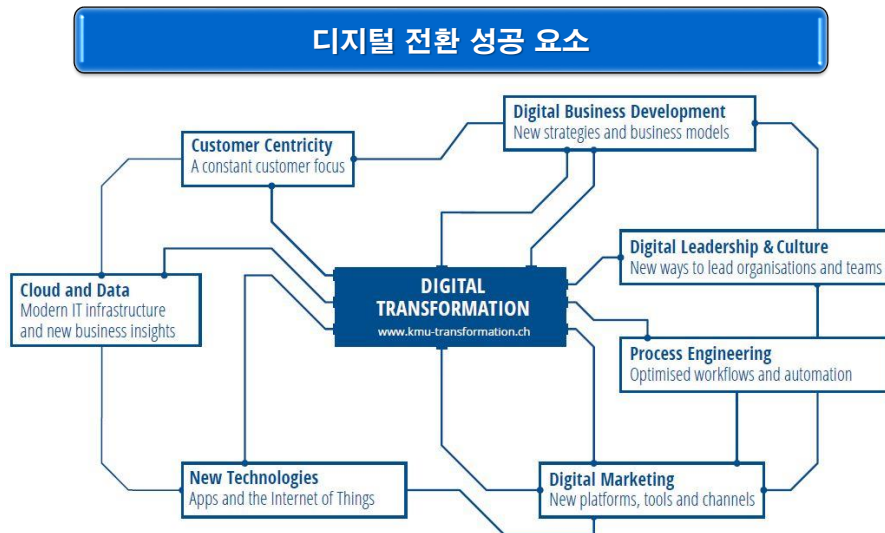 디지털 전환 성공 요소
Digital Business Development
New strategies and business models
Customer Centricity
A constant customer focus
Digital Leadership & Culture
New ways to lead organisations and teams
Cloud and Data
Modern IT infrastructure
and new business insights
DIGITAL
TRANSFORMATION
www.kmu-transformation.ch
Process Engineering
Optimised workflows and automation
New Technologies
Apps and the Internet of Things
Digital Marketing
New platforms, tools and channels